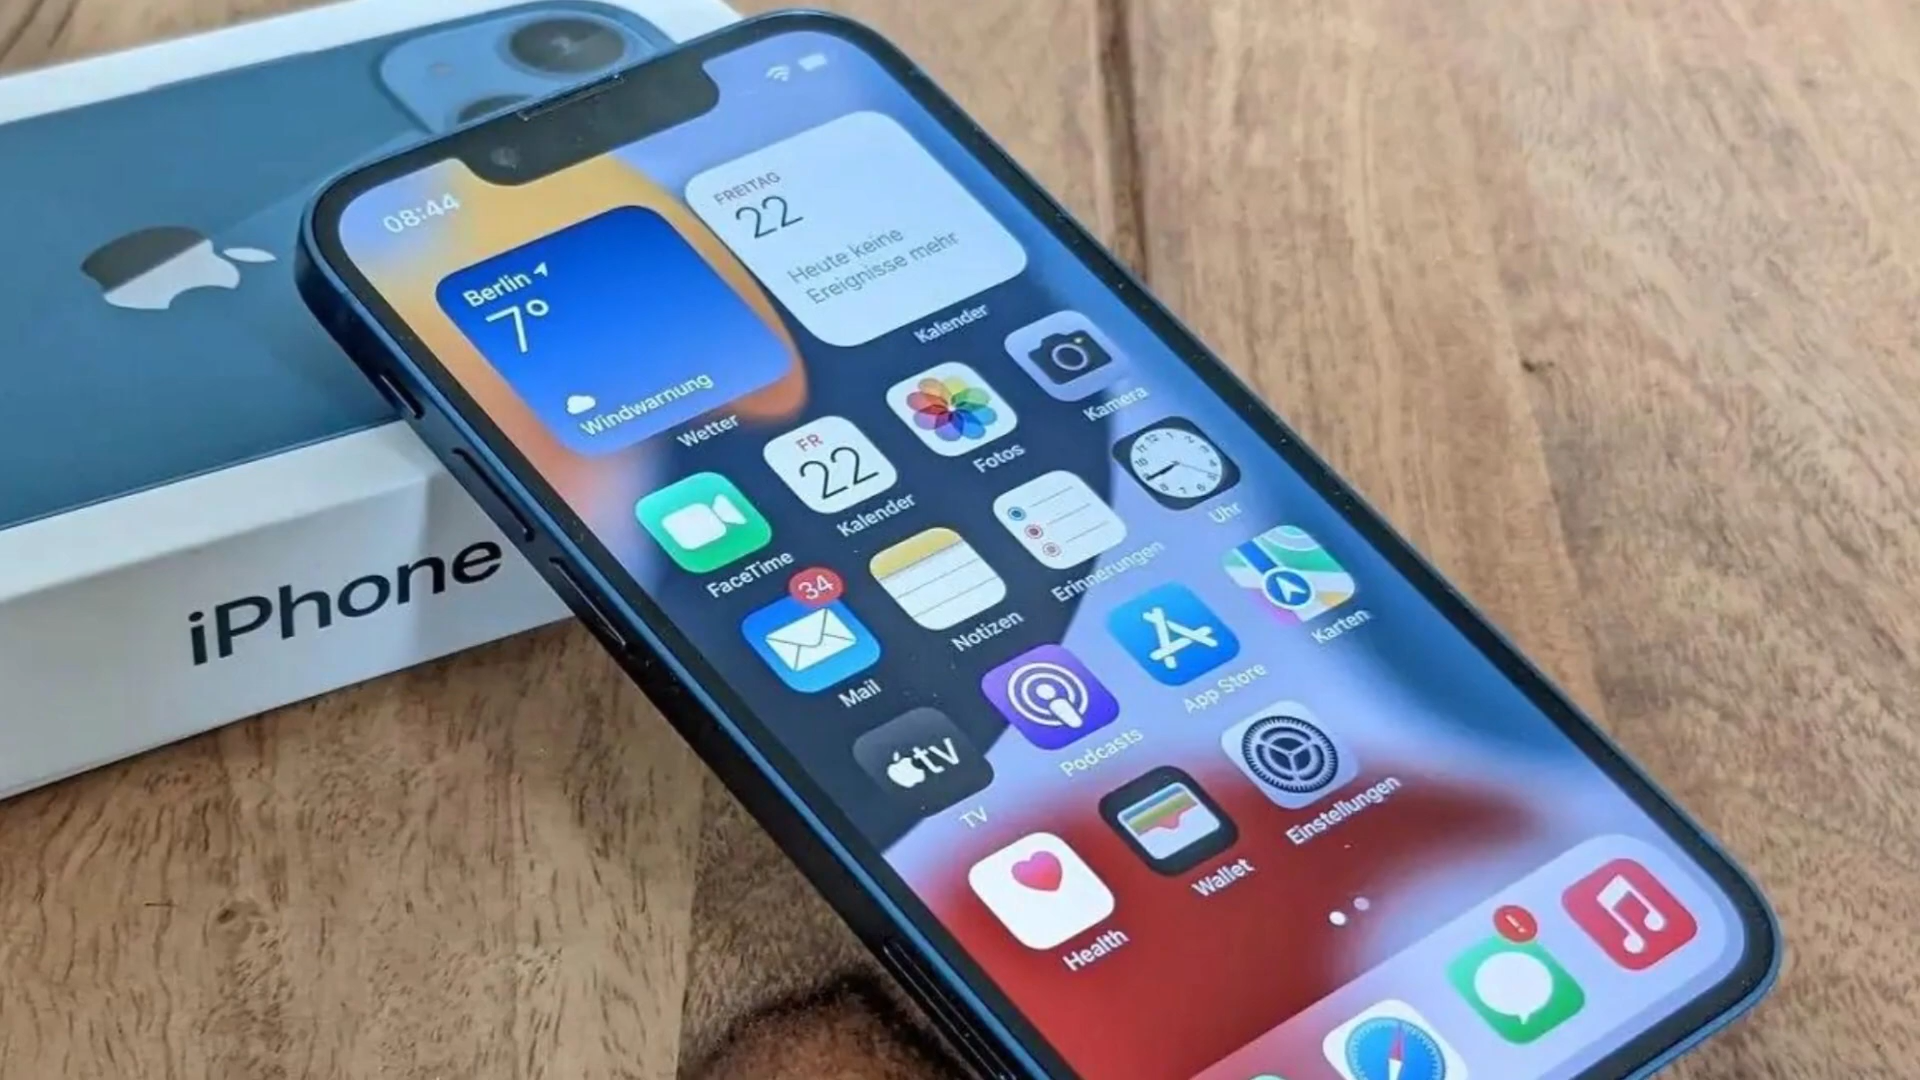 08:44
Berlin
7°
Windwarnung
Wetter
FREITAG
22
Heute keine
Ereignisse mehr
Kalender
FaceTime
FR
22
Kalender
Fotos
Kamera
34
Mail
Notizen
Erinnerungen
Uhr
tv
TV
Podcasts
App Store
Karten
Health
Wallet
Einstellungen
!
iPhone